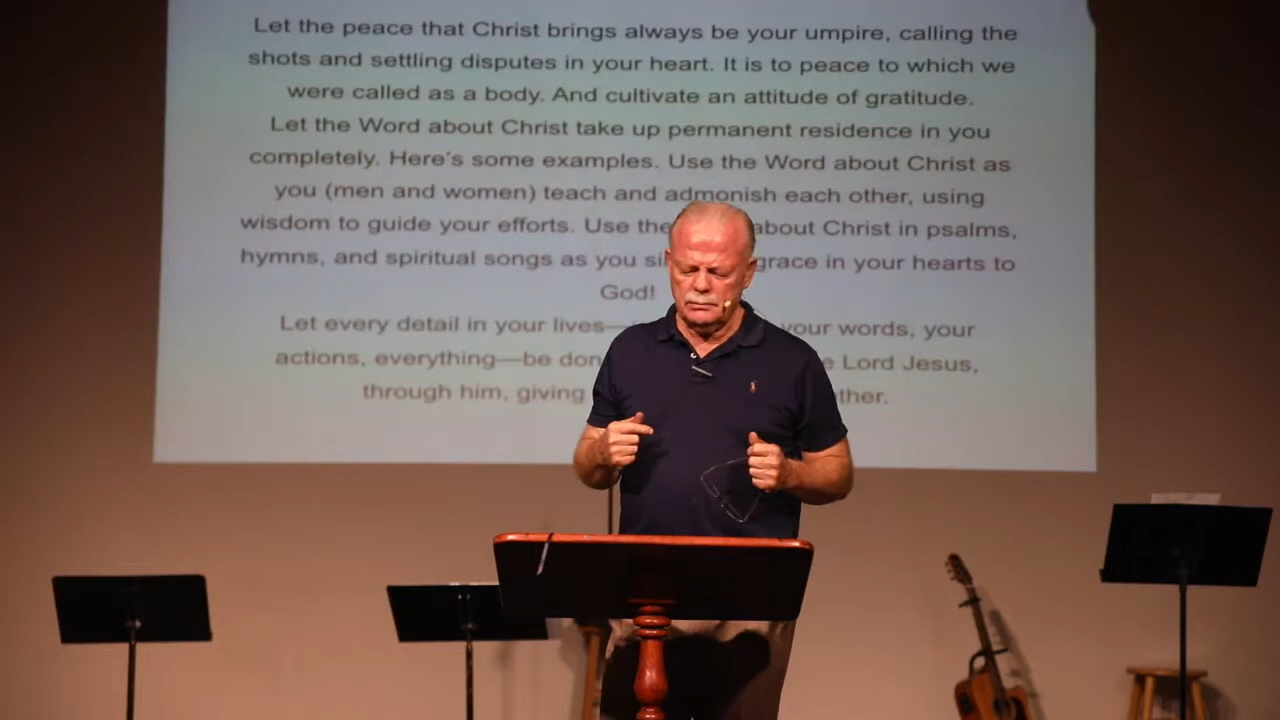 Let the peace that Christ brings always be your umpire, calling the
shots and settling disputes in your heart. It is to peace to which we
were called as a body. And cultivate an attitude of gratitude.
Let the Word about Christ take up permanent residence in you
completely. Here's some examples. Use the Word about Christ as
you (men and women) teach and admonish each other, using
wisdom to guide your efforts. Use the about Christ in psalms,
hymns, and spiritual songs as you grace in your hearts to
God!
Let every detail in your lives— your words, your
actions, everything—be Lord Jesus,
through him, giving